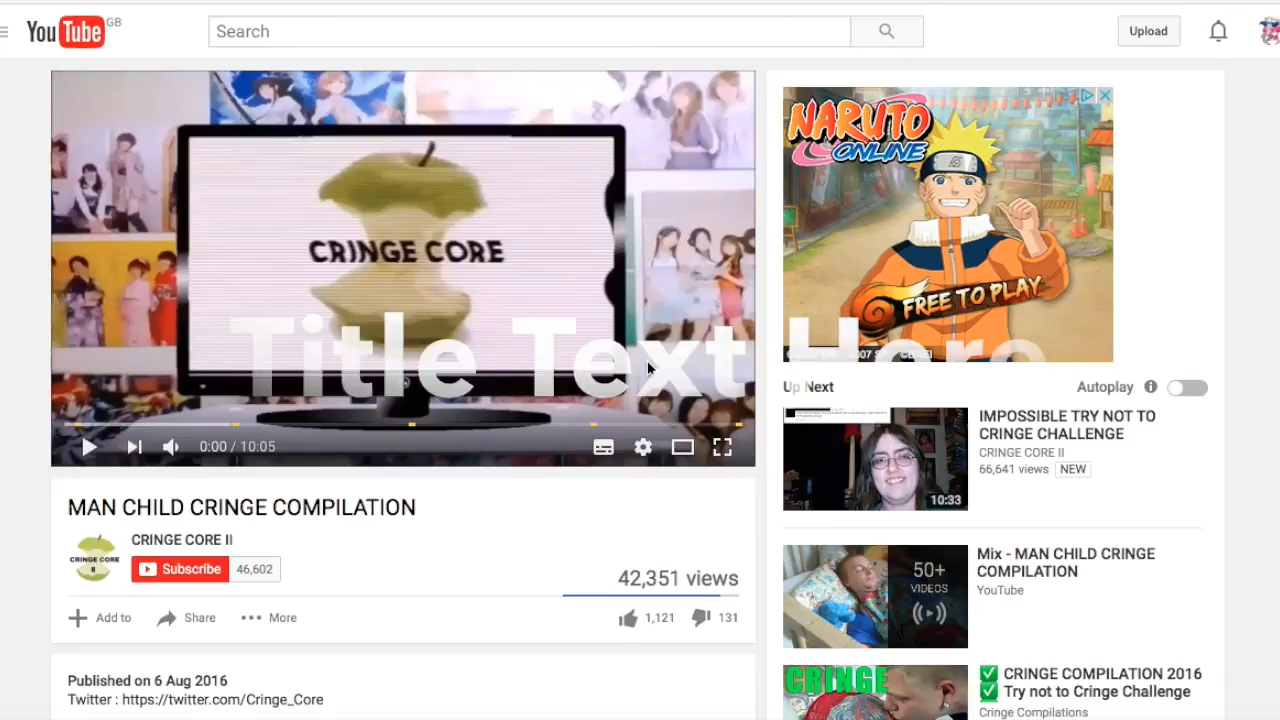 YouTube GB
Search
Upload
CRINGE CORE
Title Text Here
0:00 / 10:05
NARUTO
ONLINE
FREE TO PLAY
Up Next
Autoplay
IMPOSSIBLE TRY NOT TO
CRINGE CHALLENGE
CRINGE CORE II
66,641 views NEW
10:33
MAN CHILD CRINGE COMPILATION
CRINGE CORE
II
CRINGE CORE II
Subscribe 46,602
42,351 views
Add to
Share
More
1,121
131
Mix - MAN CHILD CRINGE
COMPILATION
YouTube
50+
VIDEOS
Published on 6 Aug 2016
Twitter : https://twitter.com/Cringe_Core
CRINGE
✅ CRINGE COMPILATION 2016
✅ Try not to Cringe Challenge
Cringe Compilations